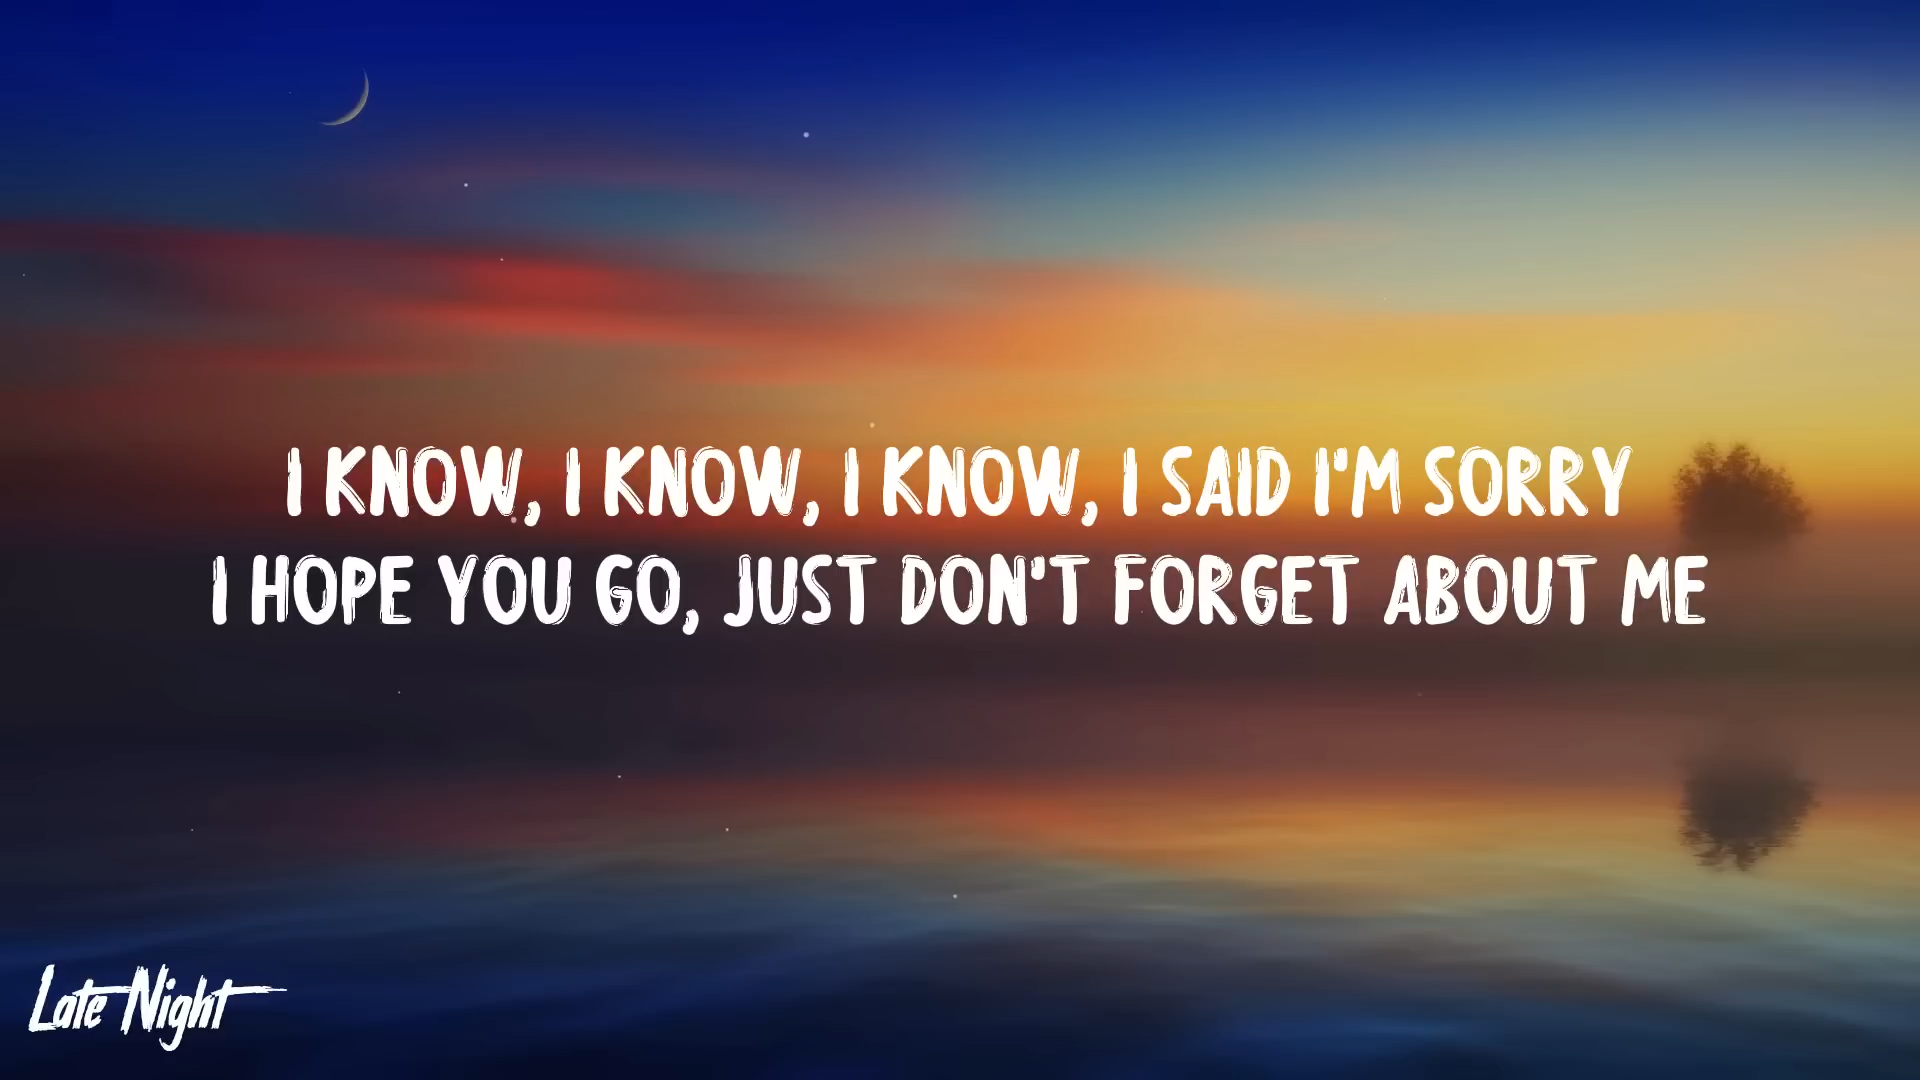 I KNOW, I KNOW, I KNOW, I SAID I'M SORRY
I HOPE YOU GO, JUST DON'T FORGET ABOUT ME
Late Night